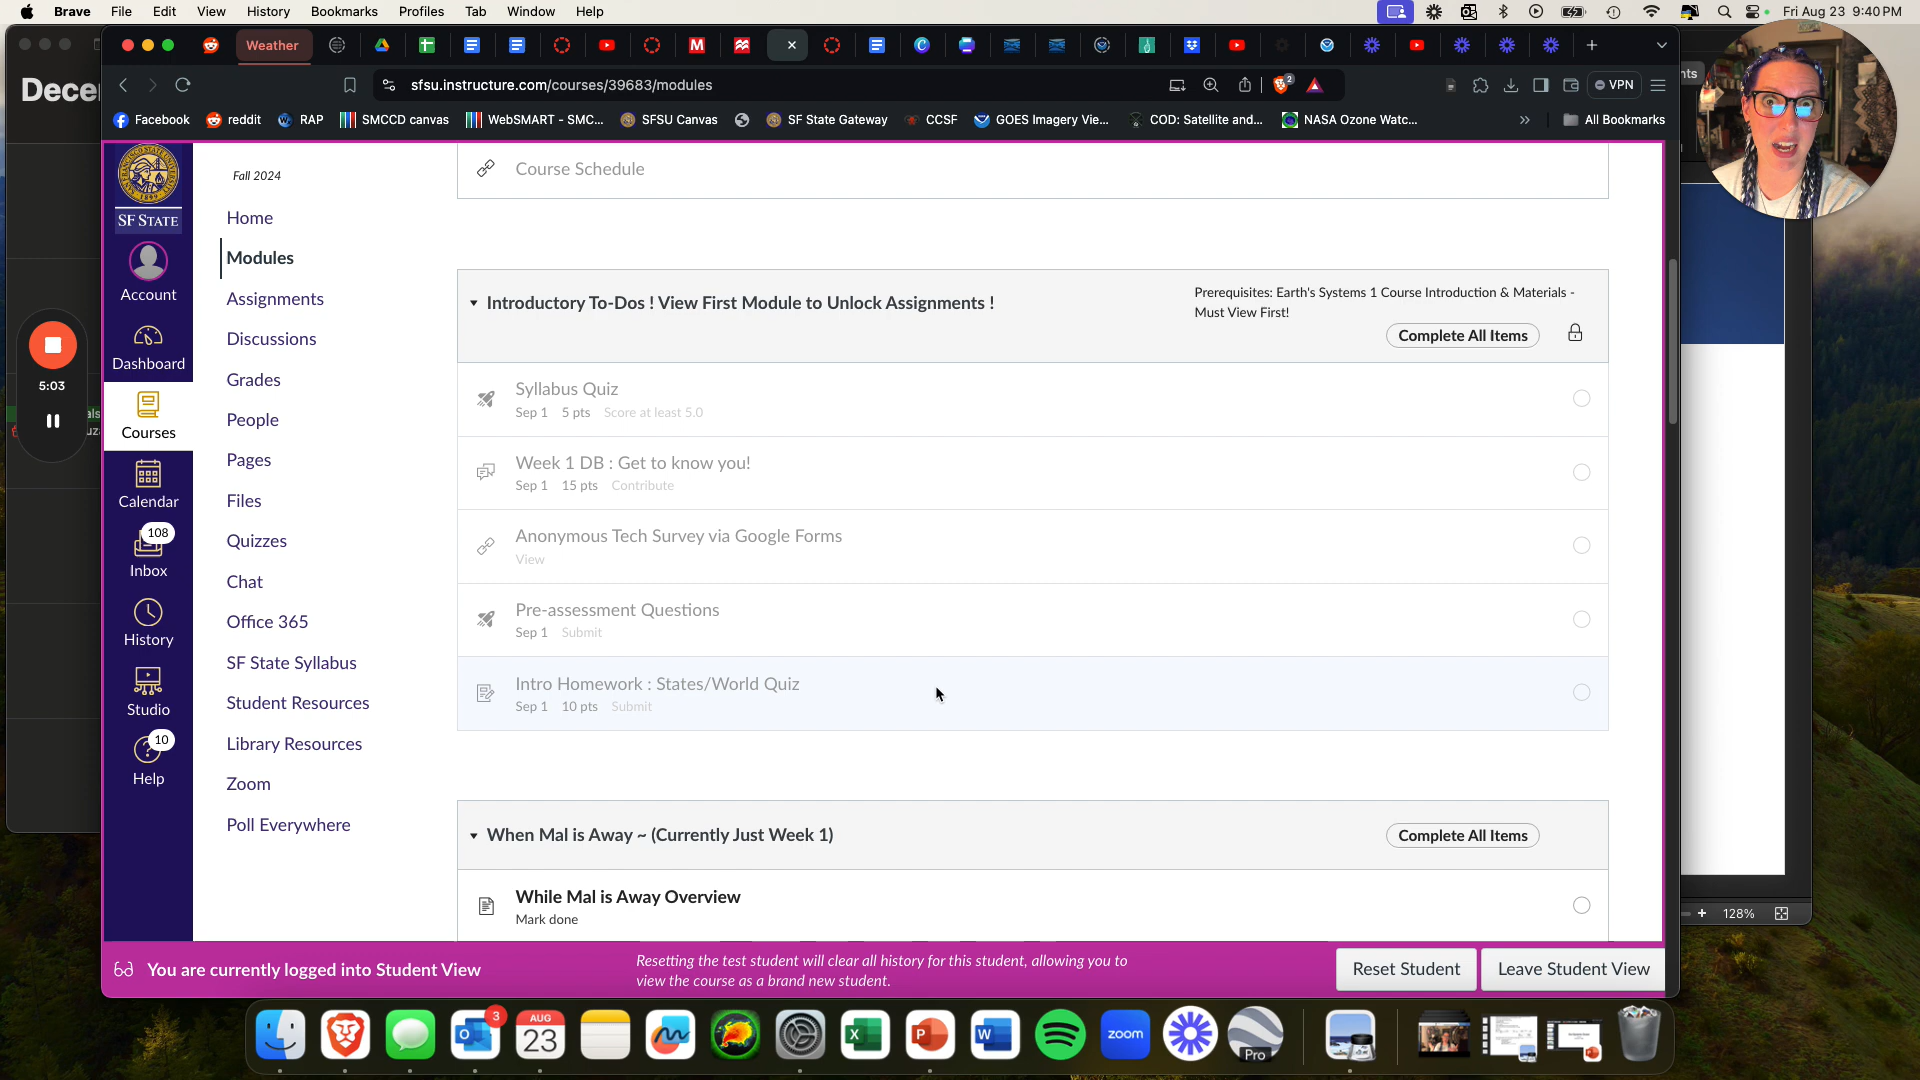 Brave File Edit View History Bookmarks Profiles Tab Window Help
Fri Aug 23 9:40 PM
Weather
sfsu.instructure.com/courses/39683/modules
2
VPN
Facebook reddit RAP SMCCD canvas WebSMART - SMC... SFSU Canvas SF State Gateway CCSF GOES Imagery Vie... COD: Satellite and... NASA Ozone Watc... All Bookmarks
Dece
5:03
SF STATE
Account
Dashboard
Courses
Calendar
108
Inbox
History
Studio
10
Help
Fall 2024
Home
Modules
Assignments
Discussions
Grades
People
Pages
Files
Quizzes
Chat
Office 365
SF State Syllabus
Student Resources
Library Resources
Zoom
Poll Everywhere
Course Schedule
Introductory To-Dos ! View First Module to Unlock Assignments !
Prerequisites: Earth's Systems 1 Course Introduction & Materials -
Must View First!
Complete All Items
Syllabus Quiz
Sep 1 5 pts Score at least 5.0
Week 1 DB : Get to know you!
Sep 1 15 pts Contribute
Anonymous Tech Survey via Google Forms
View
Pre-assessment Questions
Sep 1 Submit
Intro Homework : States/World Quiz
Sep 1 10 pts Submit
When Mal is Away ~ (Currently Just Week 1)
Complete All Items
While Mal is Away Overview
Mark done
128%
You are currently logged into Student View
Resetting the test student will clear all history for this student, allowing you to
view the course as a brand new student.
Reset Student
Leave Student View
3
AUG
23
zoom
Pro